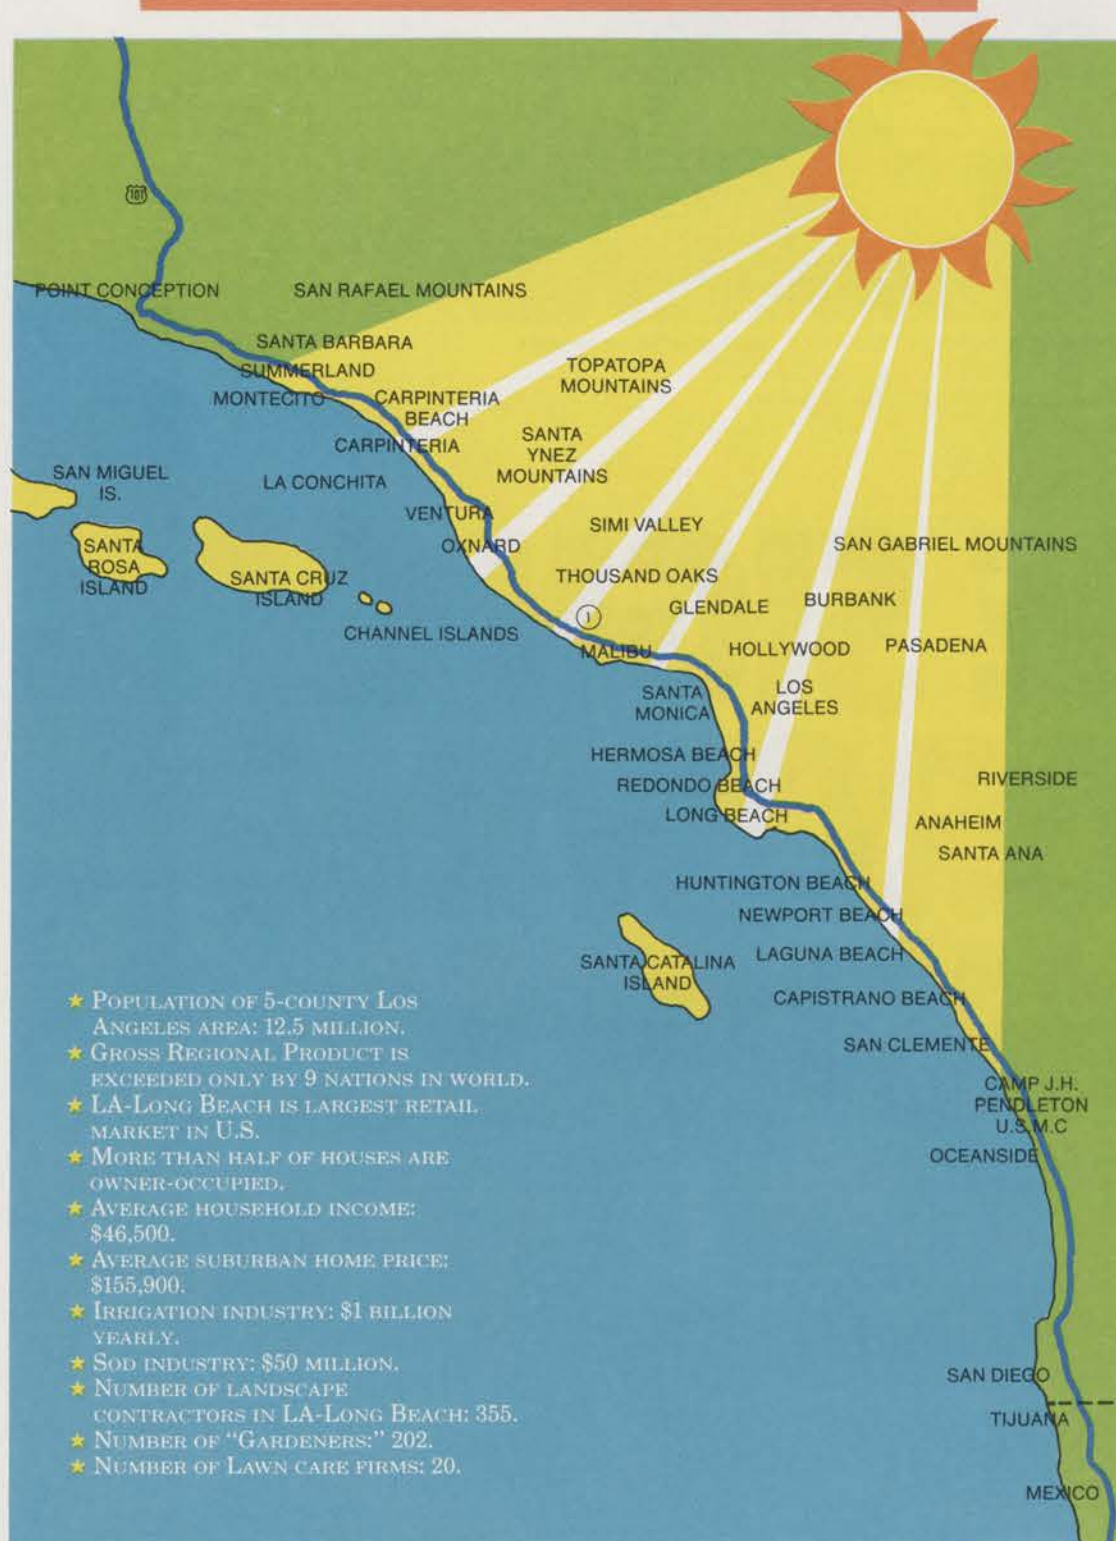 101
POINT CONCEPTION
SAN RAFAEL MOUNTAINS
SANTA BARBARA
SUMMERLAND
MONTECITO
CARPINTERIA
BEACH
TOPATOPA
MOUNTAINS
CARPINTERIA
SANTA
YNEZ
MOUNTAINS
SAN MIGUEL
IS.
LA CONCHITA
VENTURA
SIMI VALLEY
OXNARD
SAN GABRIEL MOUNTAINS
SANTA
ROSA
ISLAND
SANTA CRUZ
ISLAND
THOUSAND OAKS
GLENDALE
BURBANK
1
CHANNEL ISLANDS
MALIBU
HOLLYWOOD
PASADENA
SANTA
MONICA
LOS
ANGELES
HERMOSA BEACH
REDONDO BEACH
RIVERSIDE
LONG BEACH
ANAHEIM
SANTA ANA
HUNTINGTON BEACH
NEWPORT BEACH
LAGUNA BEACH
SANTA CATALINA
ISLAND
CAPISTRANO BEACH
SAN CLEMENTE
CAMP J.H.
PENDLETON
U.S.M.C
OCEANSIDE
SAN DIEGO
TIJUANA
MEXICO
★ POPULATION OF 5-COUNTY LOS
ANGELES AREA: 12.5 MILLION.
★ GROSS REGIONAL PRODUCT IS
EXCEEDED ONLY BY 9 NATIONS IN WORLD.
★ LA-LONG BEACH IS LARGEST RETAIL
MARKET IN U.S.
★ MORE THAN HALF OF HOUSES ARE
OWNER-OCCUPIED.
★ AVERAGE HOUSEHOLD INCOME:
$46,500.
★ AVERAGE SUBURBAN HOME PRICE:
$155,900.
★ IRRIGATION INDUSTRY: $1 BILLION
YEARLY.
★ SOD INDUSTRY: $50 MILLION.
★ NUMBER OF LANDSCAPE
CONTRACTORS IN LA-LONG BEACH: 355.
★ NUMBER OF “GARDENERS:” 202.
★ NUMBER OF LAWN CARE FIRMS: 20.